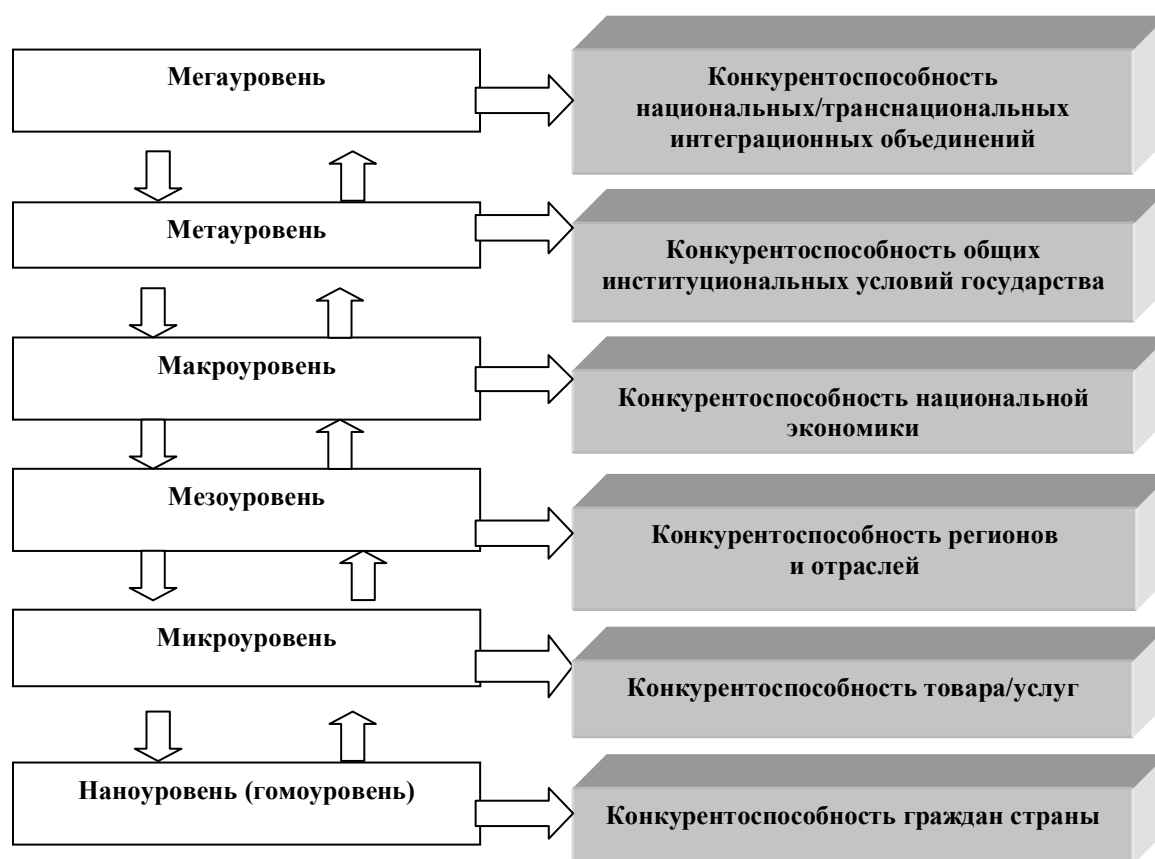 Мегауровень
Конкурентоспособность
национальных/транснациональных
интеграционных объединений
Метауровень
Конкурентоспособность общих
институциональных условий государства
Макроуровень
Конкурентоспособность национальной
экономики
Мезоуровень
Конкурентоспособность регионов
и отраслей
Микроуровень
Конкурентоспособность товара/услуг
Наноуровень (гомоуровень)
Конкурентоспособность граждан страны